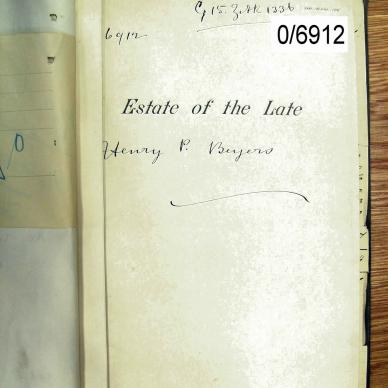 0/6912
6912
Estate of the Late
Henry P. Beyers